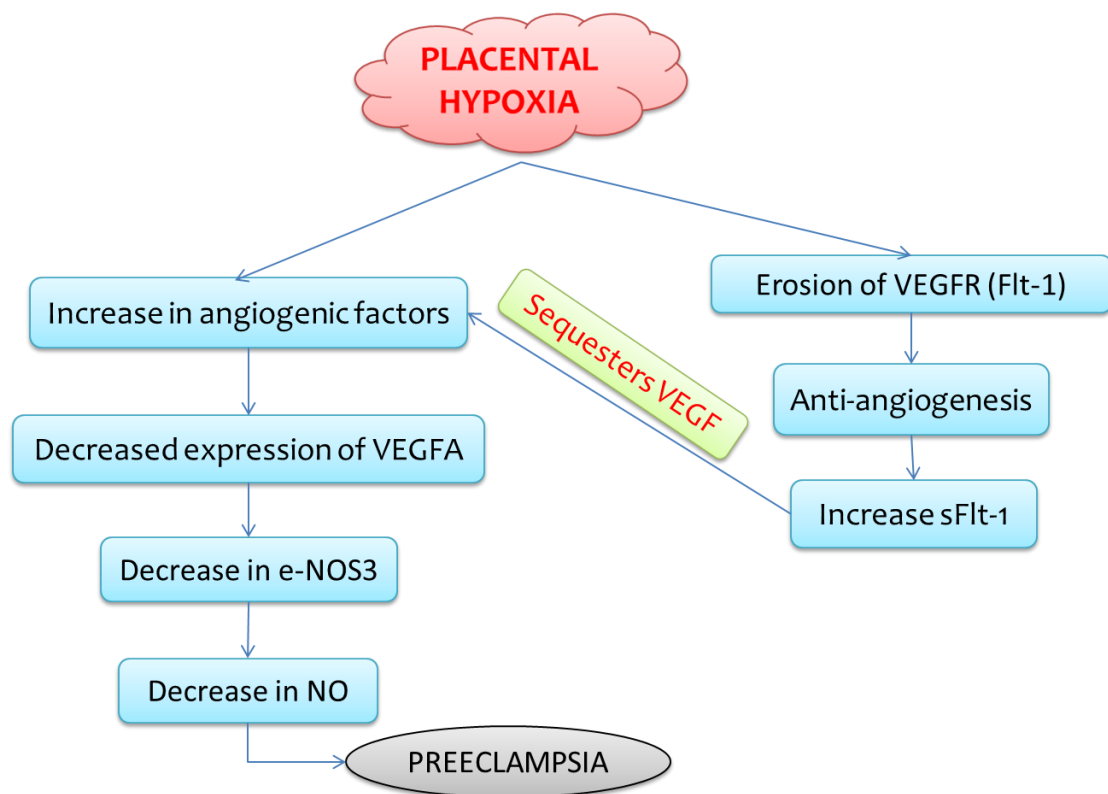 PLACENTAL
HYPOXIA
Increase in angiogenic factors
Erosion of VEGFR (Flt-1)
Sequesters VEGF
Anti-angiogenesis
Decreased expression of VEGFA
Increase sFlt-1
Decrease in e-NOS3
Decrease in NO
PREECLAMPSIA